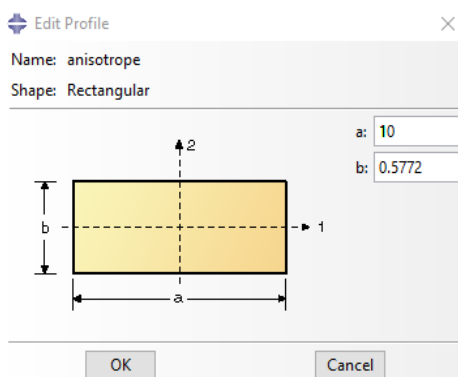 Edit Profile
Name: anisotrope
Shape: Rectangular
a: 10
b: 0.5772
2
b
1
a
OK
Cancel